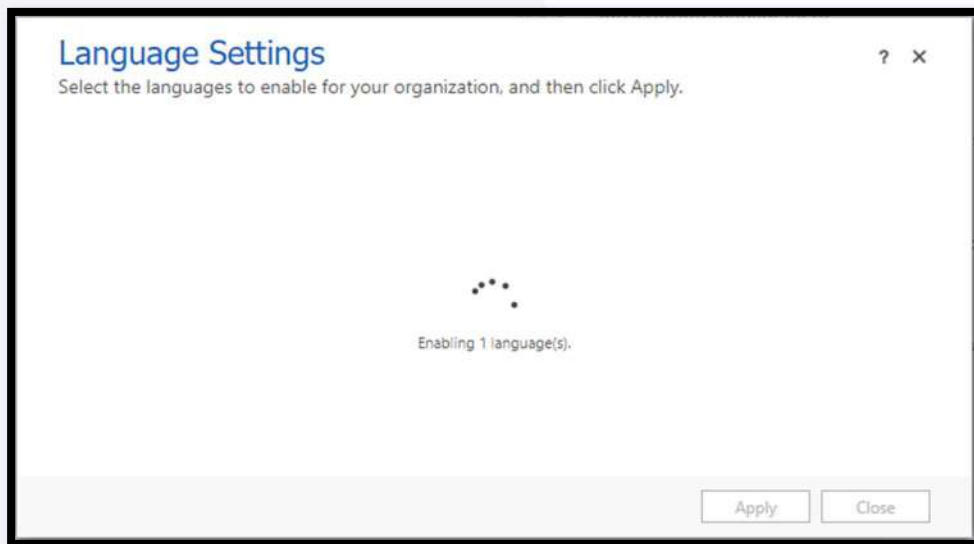 Language Settings
? ×
Select the languages to enable for your organization, and then click Apply.
Enabling 1 language(s).
Apply Close